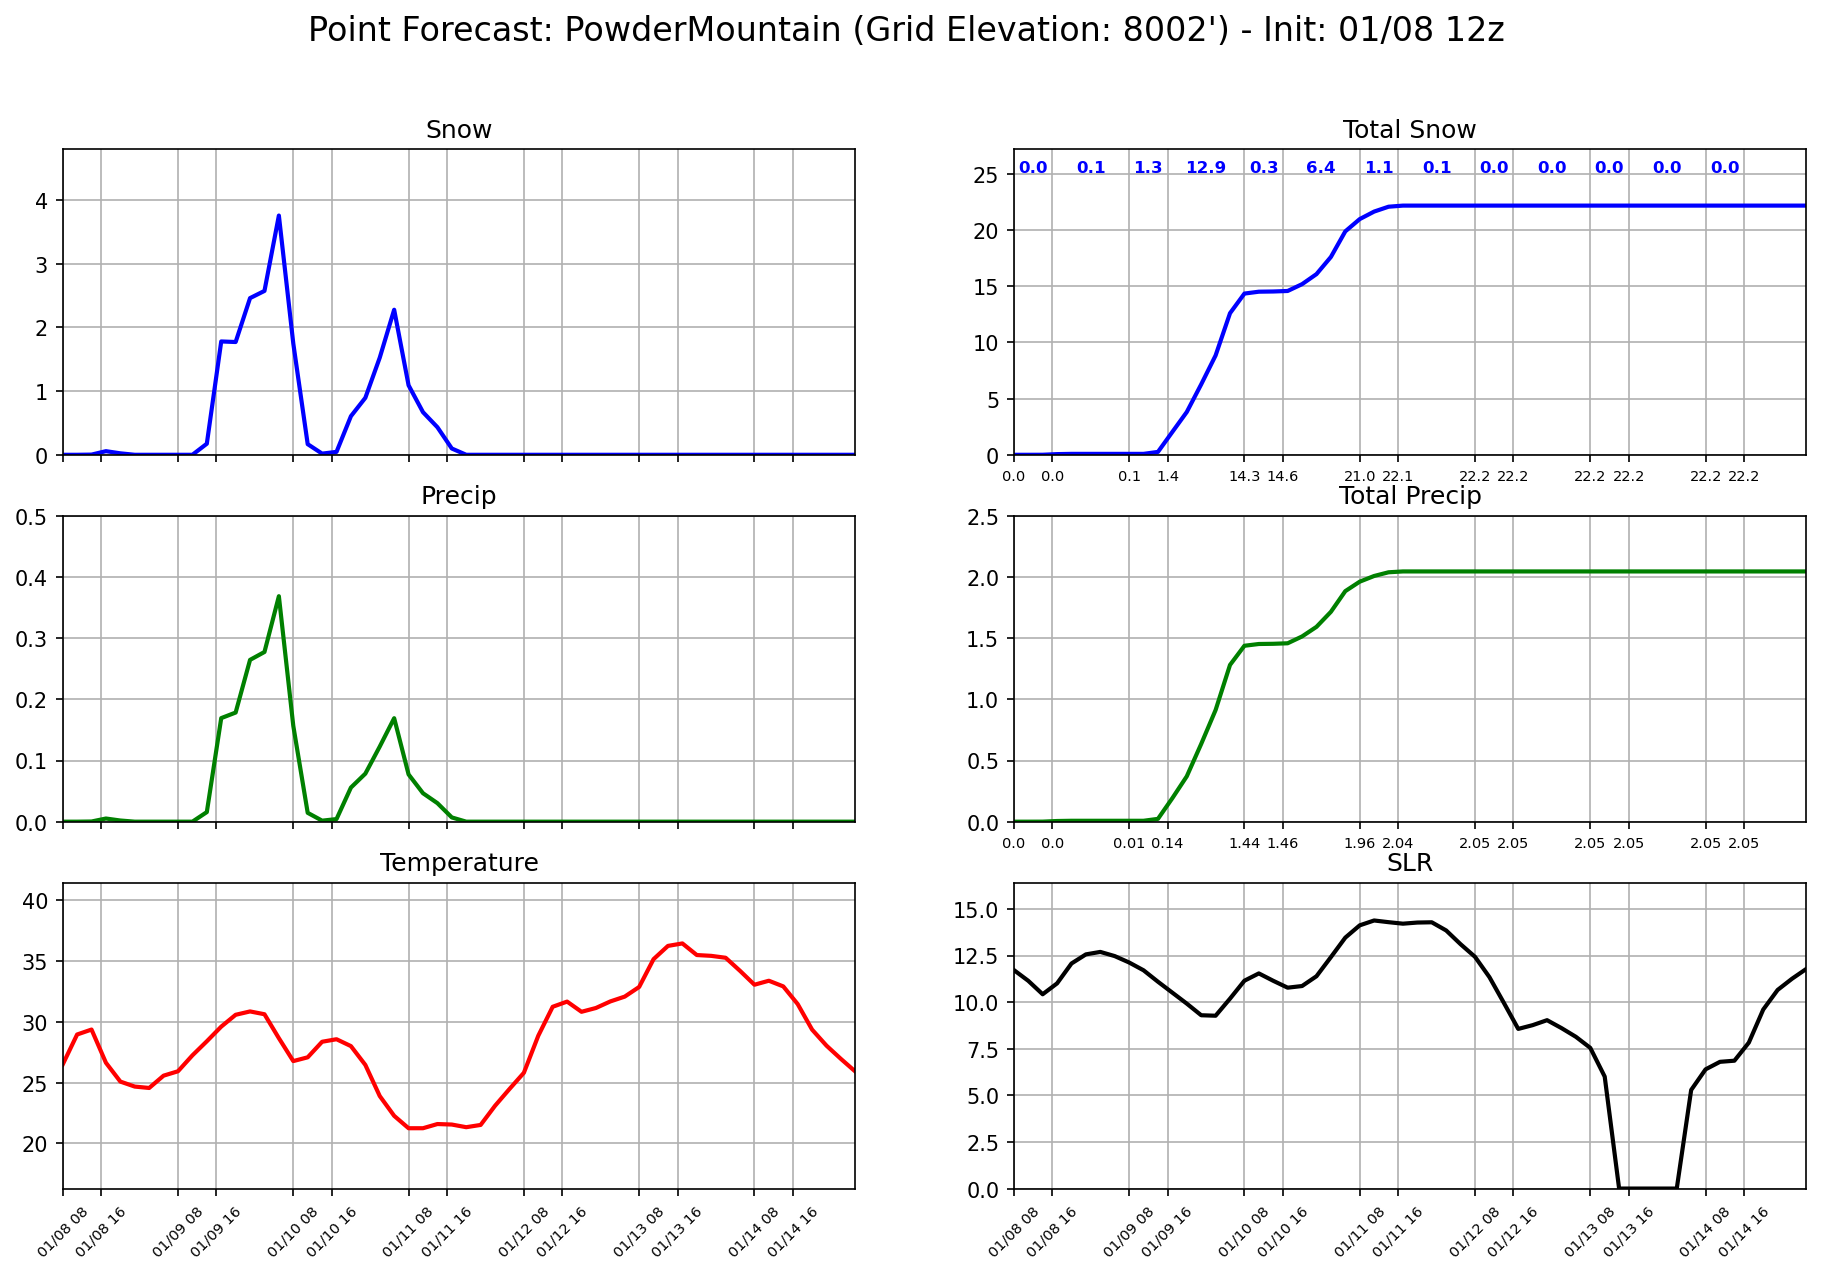 Point Forecast: PowderMountain (Grid Elevation: 8002') - Init: 01/08 12z
Snow
4
3
2
1
0
Total Snow
0.0 0.1 1.3 12.9 0.3 6.4 1.1 0.1 0.0 0.0 0.0 0.0 0.0
25
20
15
10
5
0
0.0 0.0 0.1 1.4 14.3 14.6 21.0 22.1 22.2 22.2 22.2 22.2 22.2 22.2
Precip
0.5
0.4
0.3
0.2
0.1
0.0
Total Precip
2.5
2.0
1.5
1.0
0.5
0.0
0.0 0.0 0.01 0.14 1.44 1.46 1.96 2.04 2.05 2.05 2.05 2.05 2.05 2.05
Temperature
40
35
30
25
20
01/08 08 01/08 16 01/09 08 01/09 16 01/10 08 01/10 16 01/11 08 01/11 16 01/12 08 01/12 16 01/13 08 01/13 16 01/14 08 01/14 16
SLR
15.0
12.5
10.0
7.5
5.0
2.5
0.0
01/08 08 01/08 16 01/09 08 01/09 16 01/10 08 01/10 16 01/11 08 01/11 16 01/12 08 01/12 16 01/13 08 01/13 16 01/14 08 01/14 16